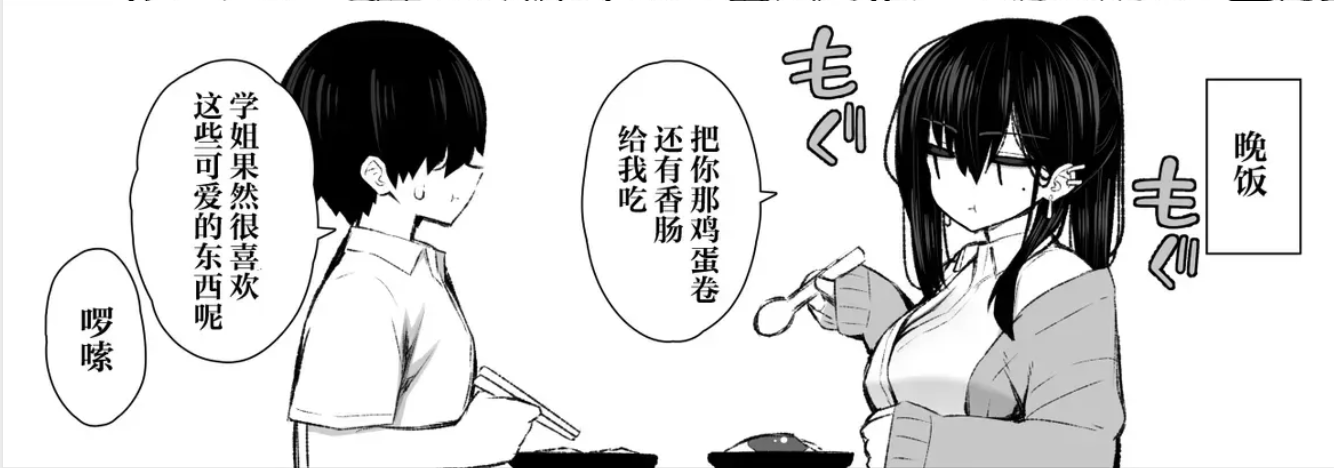 晚饭
もぐ
もぐ
把你那鸡蛋卷
还有香肠
给我吃
学姐果然很喜欢
这些可爱的东西呢
啰嗦